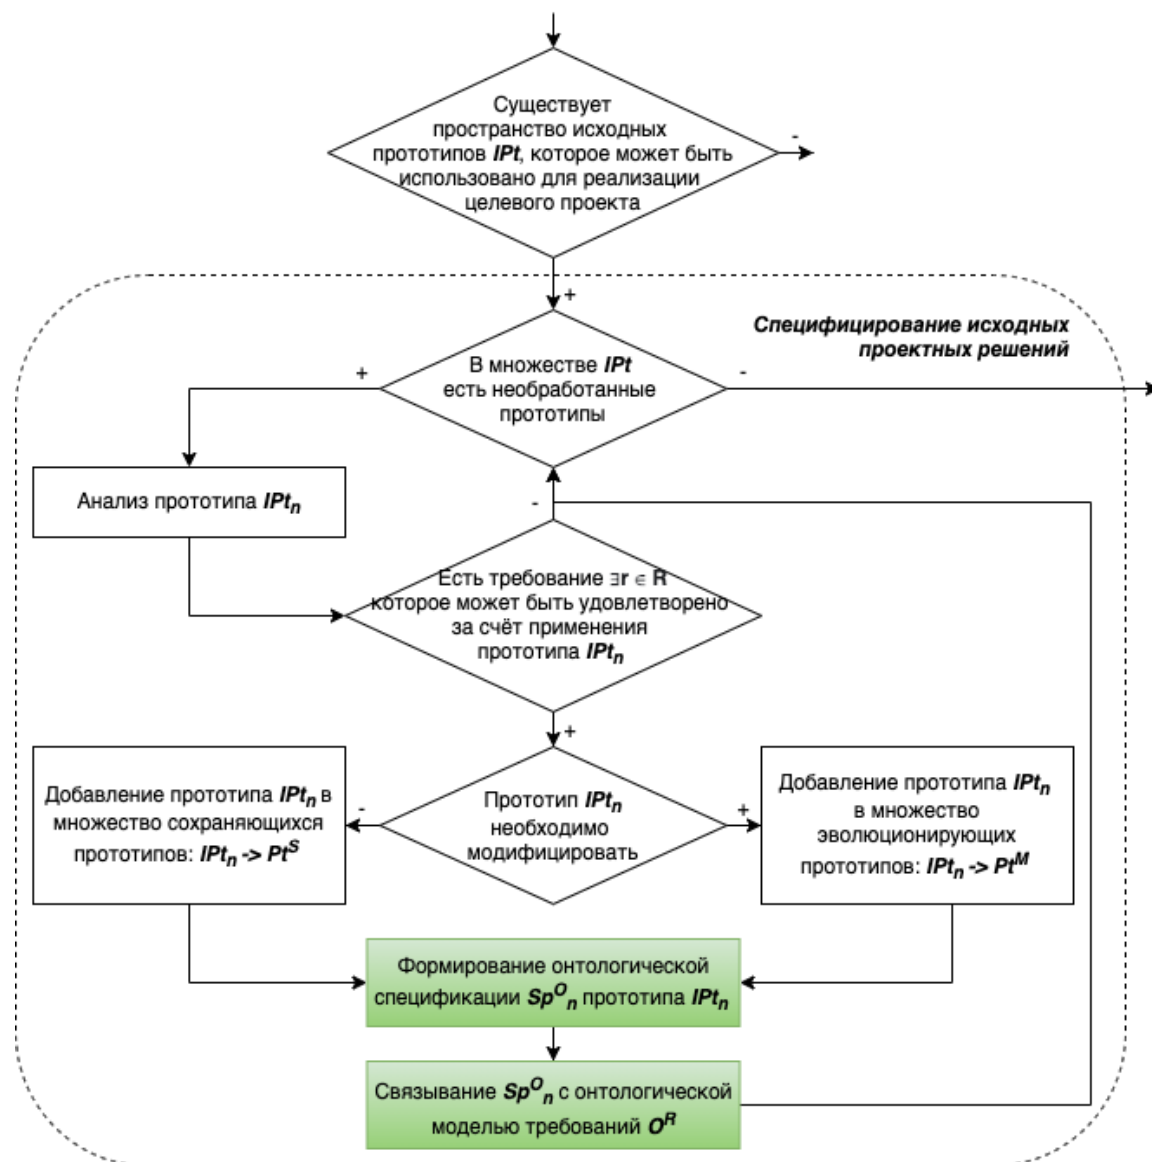 Существует
пространство исходных
прототипов IPt, которое может быть
использовано для реализации
целевого проекта
-
+
Специфицирование исходных
проектных решений
В множестве IPt
есть необработанные
прототипы
+
-
Анализ прототипа IPtn
-
Есть требование ∃r ∈ R
которое может быть удовлетворено
за счёт применения
прототипа IPtn
+
Добавление прототипа IPtn в
множество сохраняющихся
прототипов: IPtn -> PtS
-
Прототип IPtn
необходимо
модифицировать
+
Добавление прототипа IPtn
в множество
эволюционирующих
прототипов: IPtn -> PtM
Формирование онтологической
спецификации SpOn прототипа IPtn
Связывание SpOn с онтологической
моделью требований OR